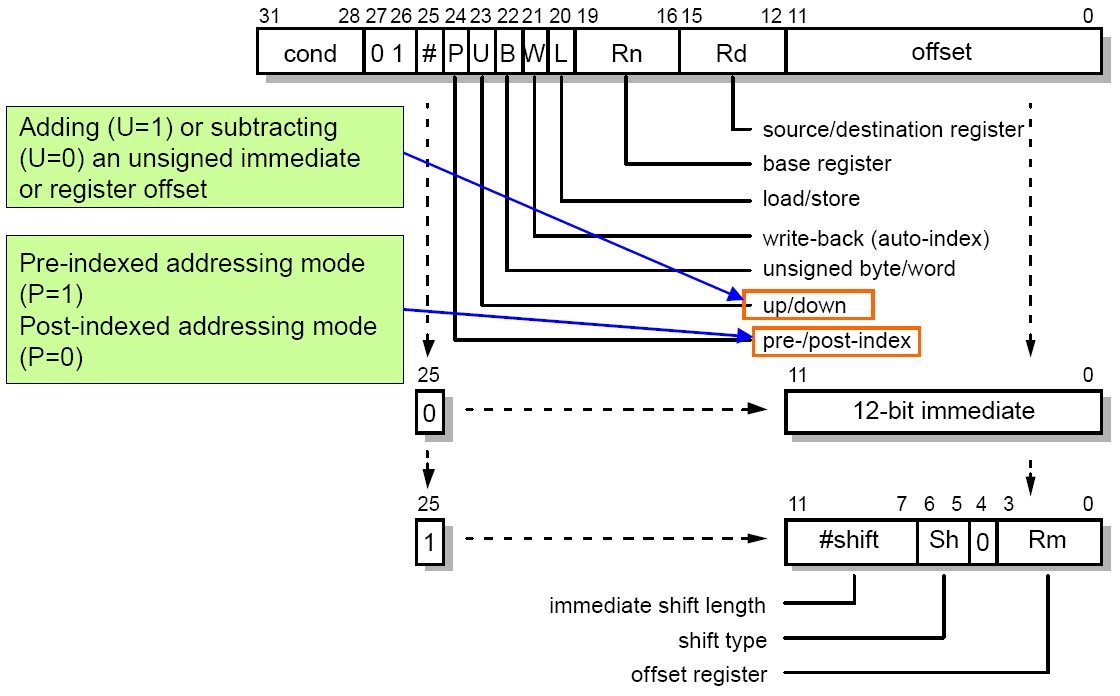 31 28 27 26 25 24 23 22 21 20 19 16 15 12 11 0
cond 0 1 # P U B W L Rn Rd offset
Adding (U=1) or subtracting
(U=0) an unsigned immediate
or register offset
source/destination register
base register
load/store
write-back (auto-index)
unsigned byte/word
up/down
pre-/post-index
Pre-indexed addressing mode
(P=1)
Post-indexed addressing mode
(P=0)
25 11 0
0 12-bit immediate
25 11 7 6 5 4 3 0
1 #shift Sh 0 Rm
immediate shift length
shift type
offset register